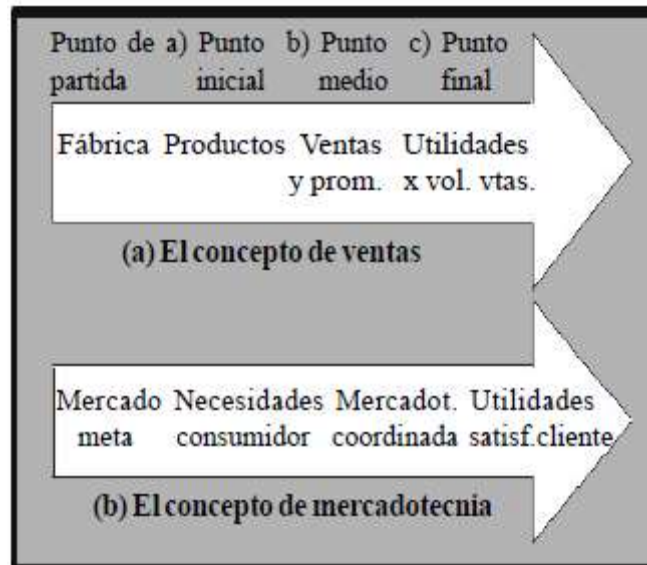 Punto de a) Punto b) Punto c) Punto
partida inicial medio final
Fábrica Productos Ventas Utilidades
y prom. x vol. vtas.
(a) El concepto de ventas
Mercado Necesidades Mercadot. Utilidades
meta consumidor coordinada satisf.cliente
(b) El concepto de mercadotecnia